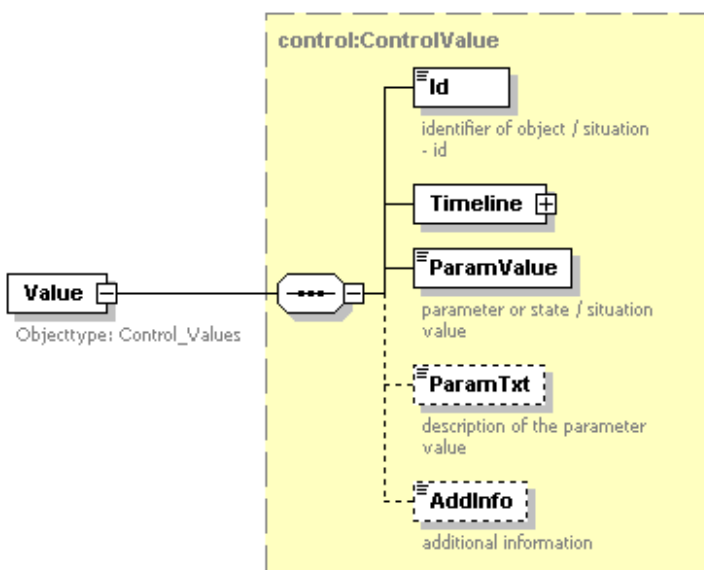 control:ControlValue
Id
identifier of object / situation
- id
Timeline
ParamValue
parameter or state / situation
value
Value
Objecttype: Control_Values
ParamTxt
description of the parameter
value
AddInfo
additional information